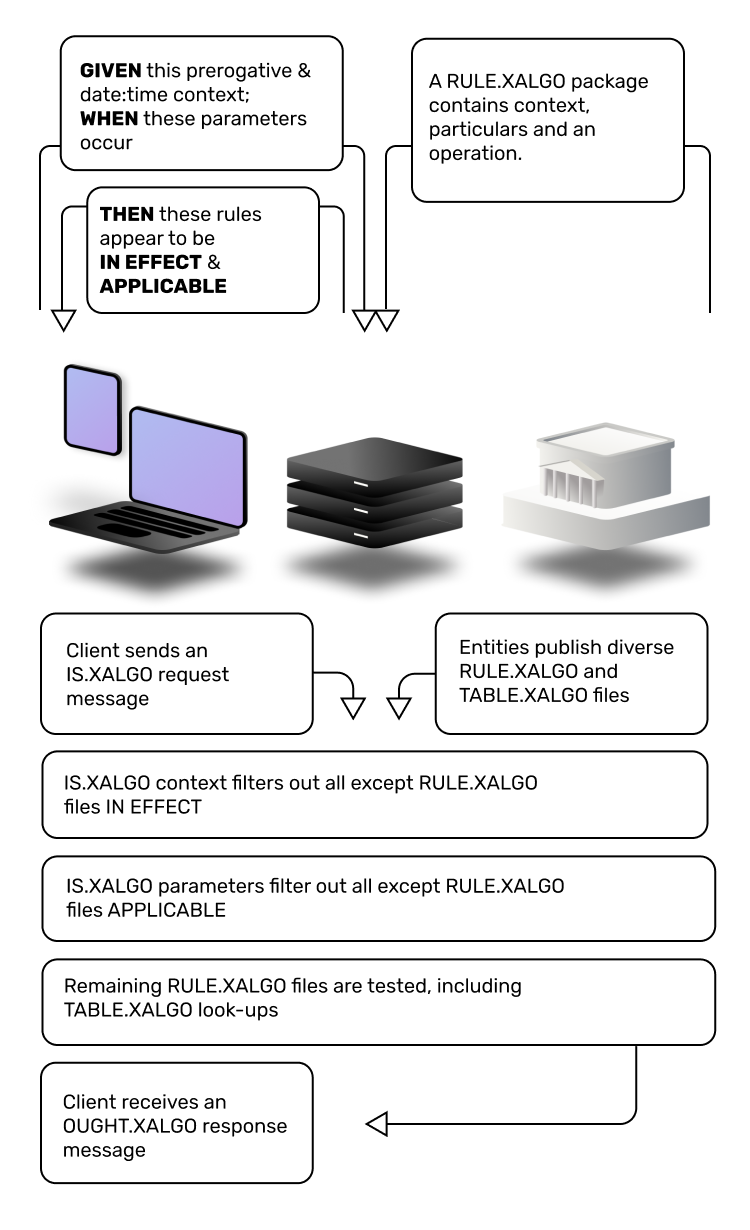 GIVEN this prerogative &
date:time context;
WHEN these parameters
occur
A RULE.XALGO package
contains context,
particulars and an
operation.
THEN these rules
appear to be
IN EFFECT &
APPLICABLE
Client sends an
IS.XALGO request
message
Entities publish diverse
RULE.XALGO and
TABLE.XALGO files
IS.XALGO context filters out all except RULE.XALGO
files IN EFFECT
IS.XALGO parameters filter out all except RULE.XALGO
files APPLICABLE
Remaining RULE.XALGO files are tested, including
TABLE.XALGO look-ups
Client receives an
OUGHT.XALGO response
message